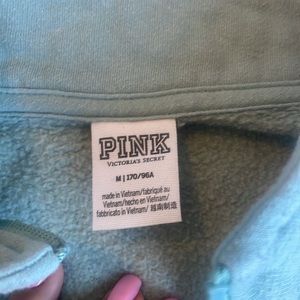 PINK
VICTORIA'S SECRET
M | 170/96A
made in Vietnam/fabriqué au
Vietnam/hecho en Vietnam/
fabbricato in Vietnam/ 越南制造